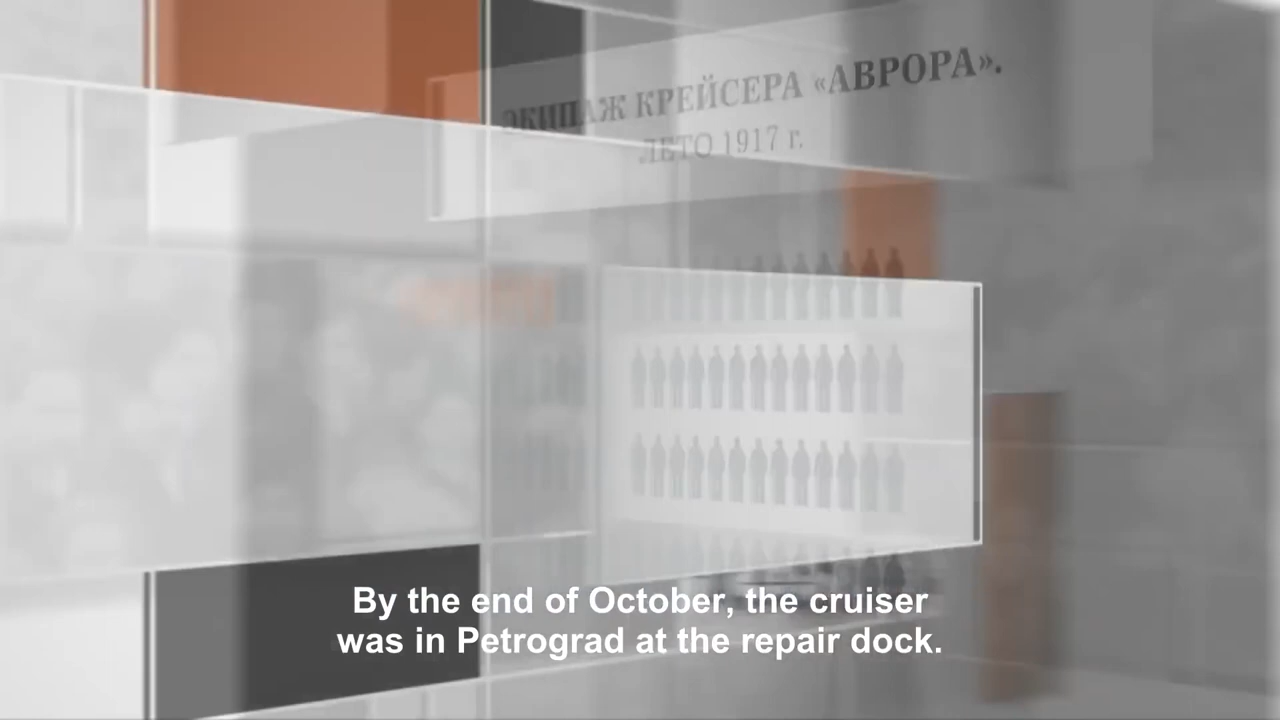 ЭКИПАЖ КРЕЙСЕРА «АВРОРА».
ЛЕТО 1917 г.
By the end of October, the cruiser
was in Petrograd at the repair dock.